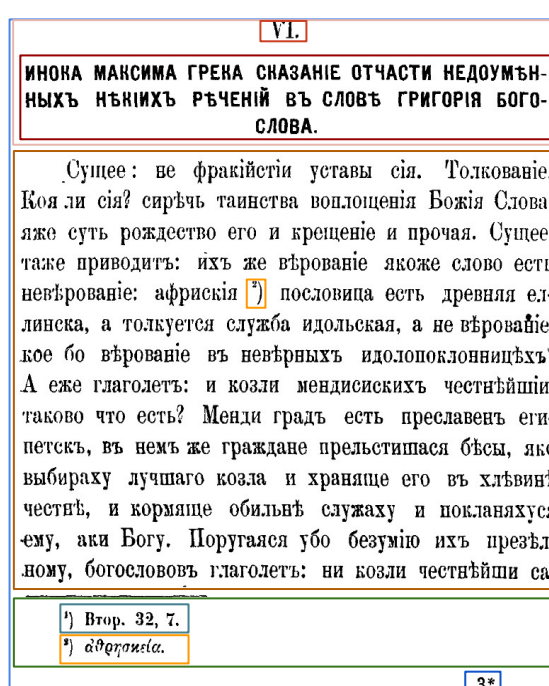 VI.
ИНОКА МАКСИМА ГРЕКА СКАЗАНІЕ ОТЧАСТИ НЕДОУМѢН-
НЫХЪ НѢКІИХЪ РѢЧЕНІЙ ВЪ СЛОВѢ ГРИГОРІЯ БОГО-
СЛОВА.
Сущее: не фракійстіи уставы сія. Толкованіе.
Коя ли сія? сирѣчь таинства воплощенія Божія Слова
яже суть рождество его и крещеніе и прочая. Сущее
таже приводитъ: ихъ же вѣрованіе якоже слово есть
невѣрованіе: африскія ²) пословица есть древняя ел-
линска, а толкуется служба идольская, а не вѣрованіе
кое бо вѣрованіе въ невѣрныхъ идолопоклонницѣхъ
А еже глаголетъ: и козли мендисискихъ честнѣйшіи
таково что есть? Менди градъ есть преславенъ еги-
петскъ, въ немъ же граждане прельстишася бѣсы, яко
выбираху лучшаго козла и храняще его въ хлѣвинѣ
честнѣ, и кормяще обильнѣ служаху и покланяхуся
ему, аки Богу. Поругаяся убо безумію ихъ презѣл
ному, богословъ глаголетъ: ни козли честнѣйши са
¹) Втор. 32, 7.
²) ἀθρησκεία.
3*